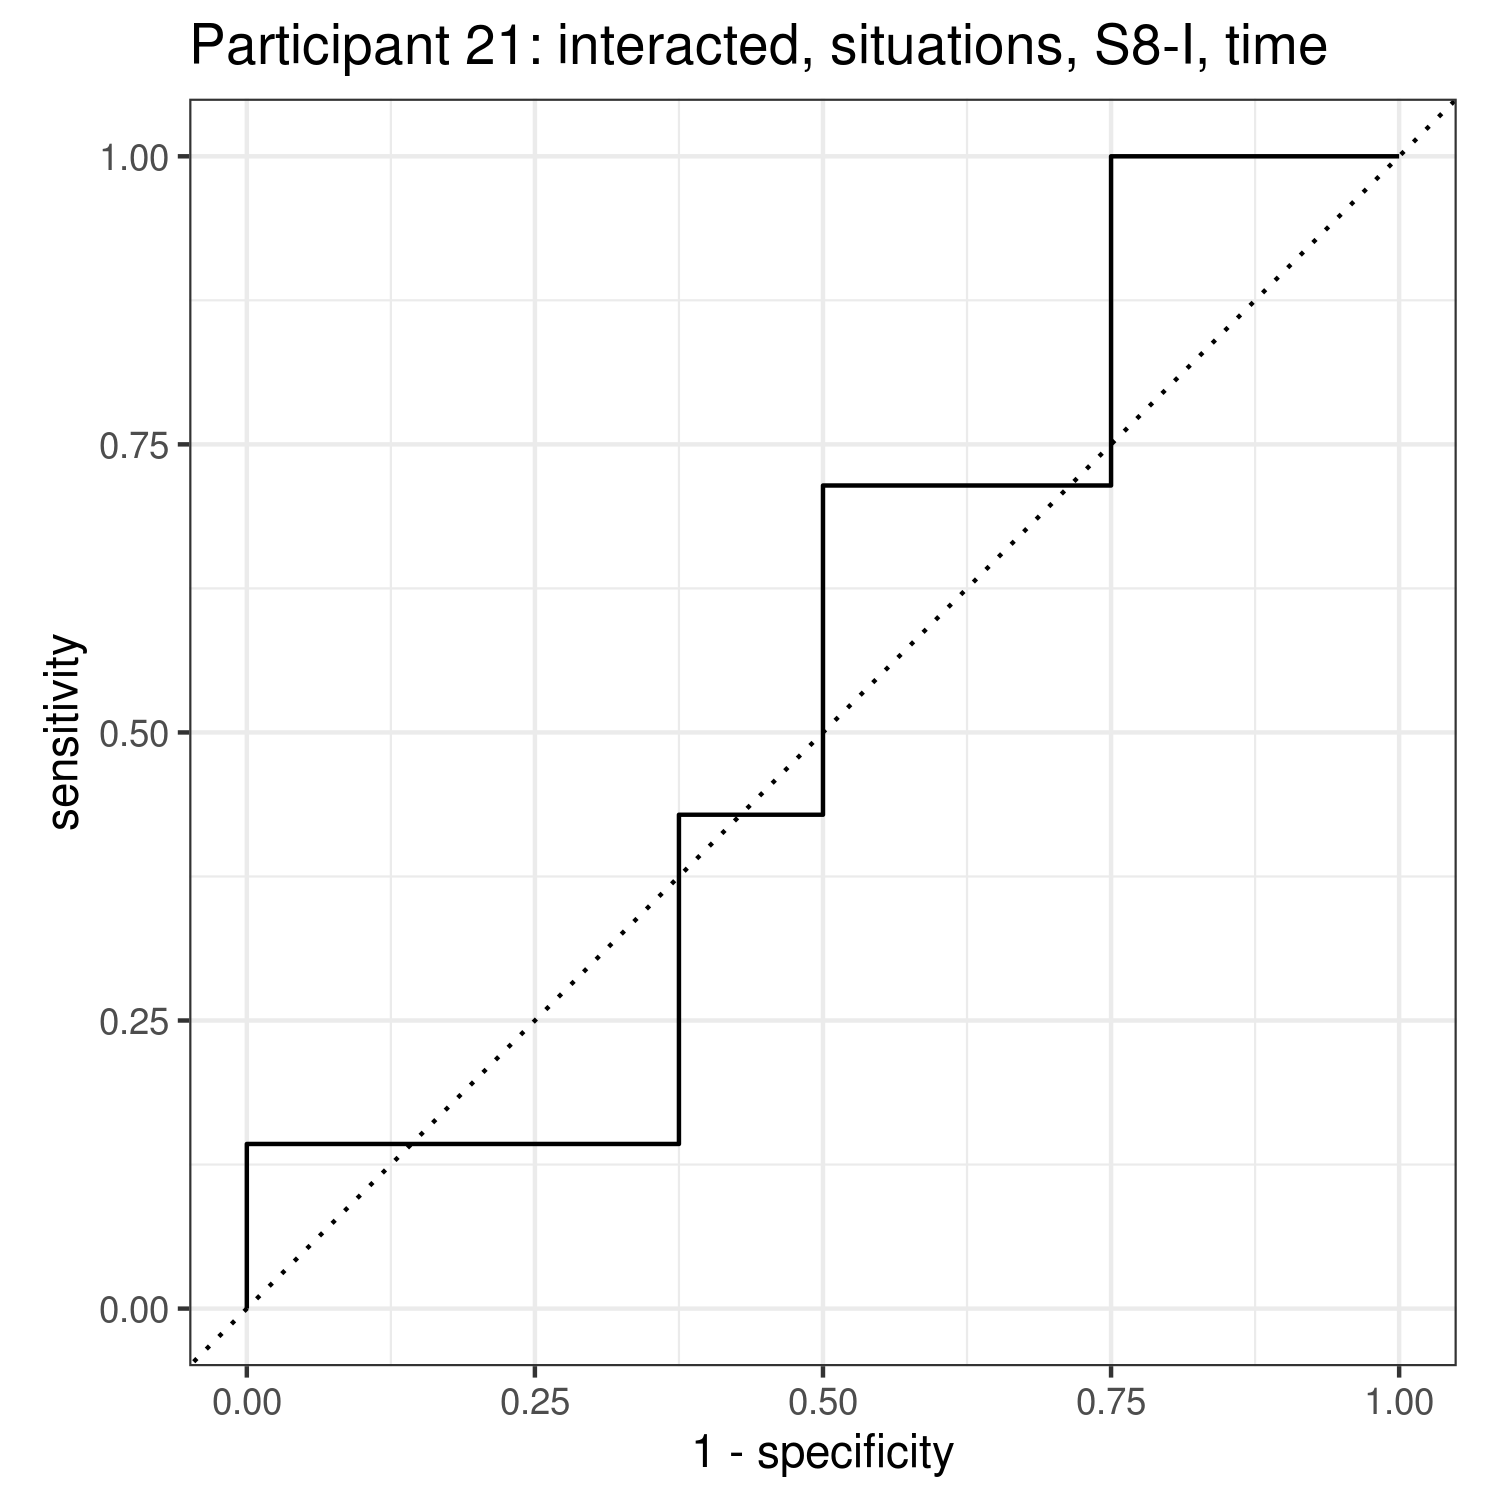 Participant 21: interacted, situations, S8-I, time
1.00
0.75
0.50
0.25
0.00
sensitivity
0.00 0.25 0.50 0.75 1.00
1 - specificity